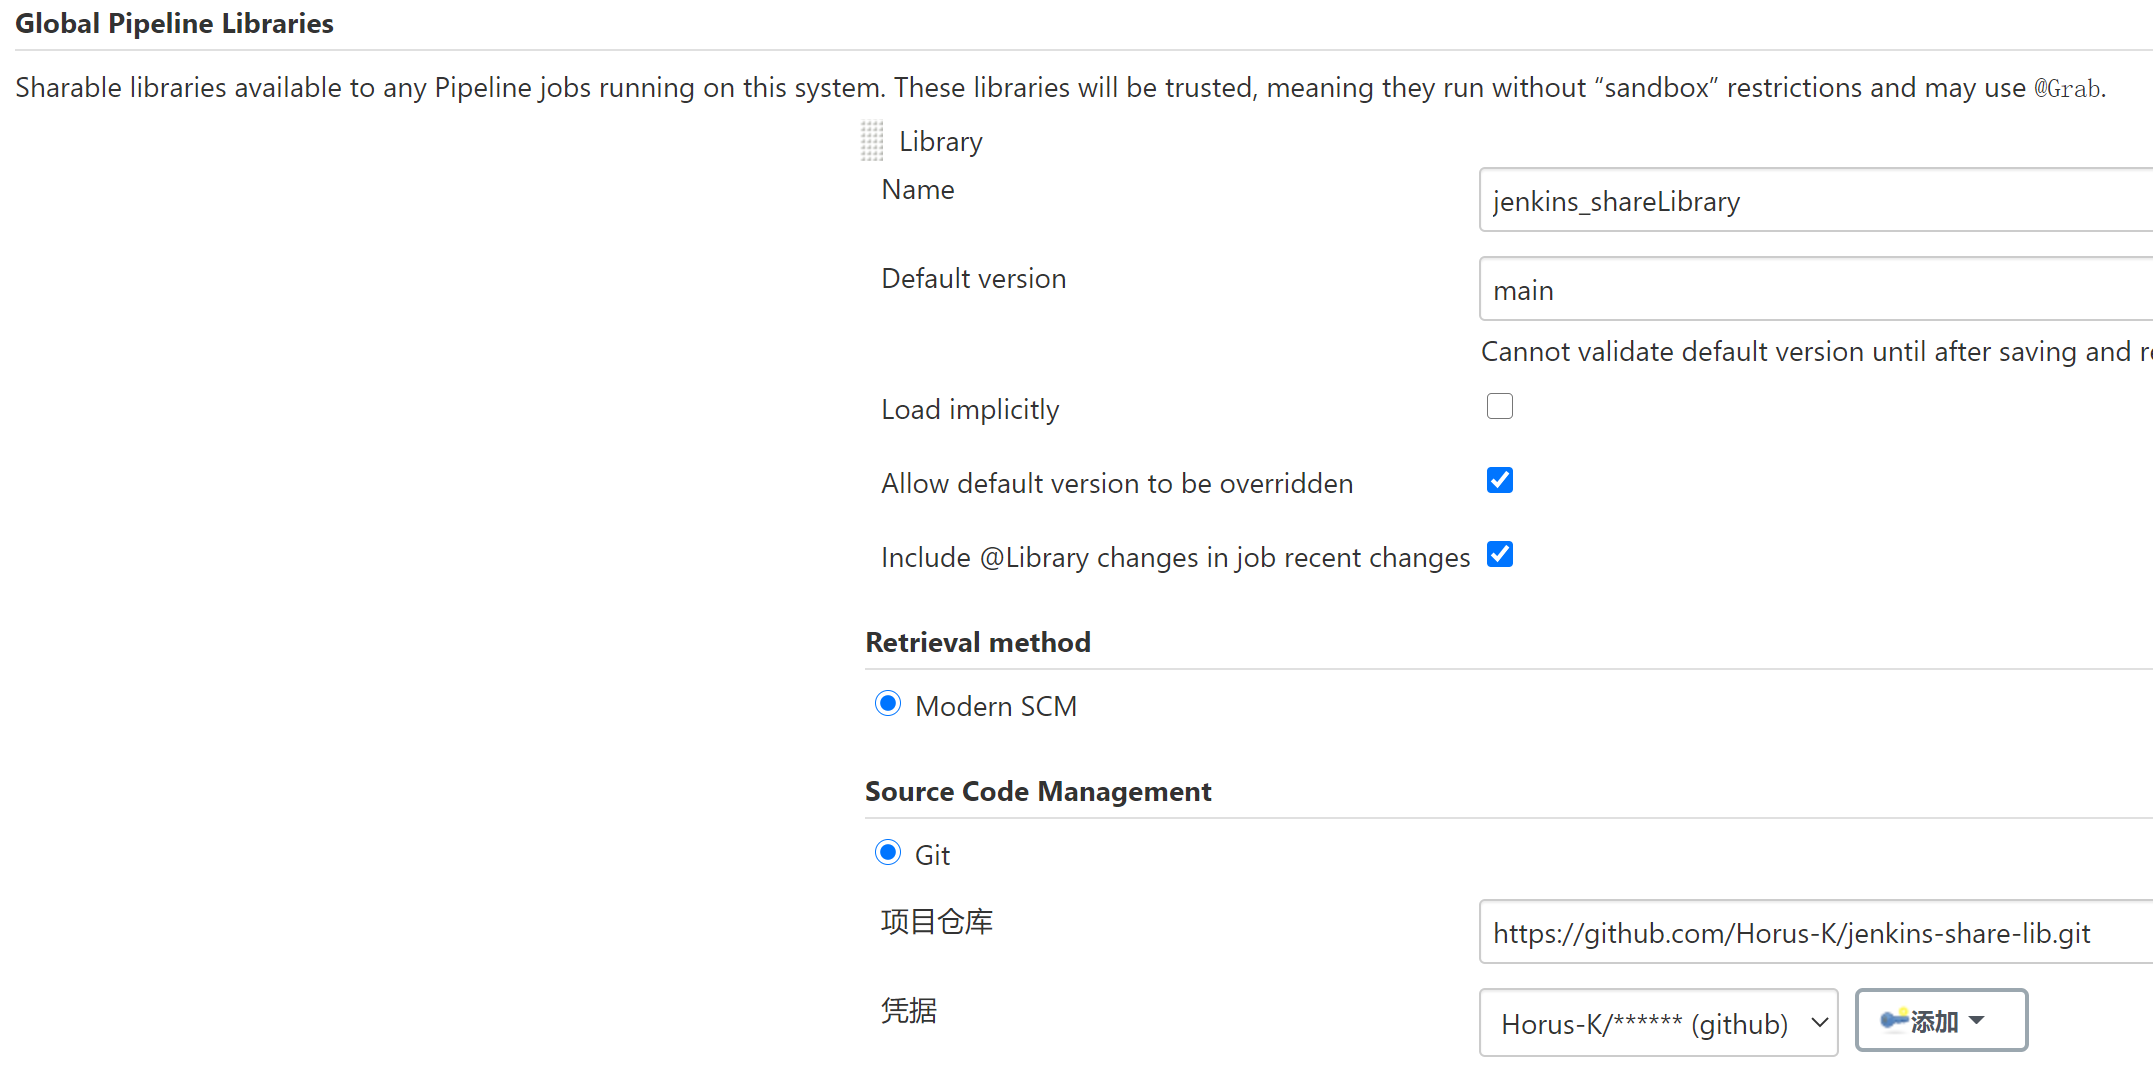 Global Pipeline Libraries
Sharable libraries available to any Pipeline jobs running on this system. These libraries will be trusted, meaning they run without “sandbox” restrictions and may use @Grab.
Library
Name
jenkins_shareLibrary
Default version
main
Cannot validate default version until after saving and
Load implicitly
Allow default version to be overridden
Include @Library changes in job recent changes
Retrieval method
Modern SCM
Source Code Management
Git
项目仓库
https://github.com/Horus-K/jenkins-share-lib.git
凭据
Horus-K/****** (github)
添加